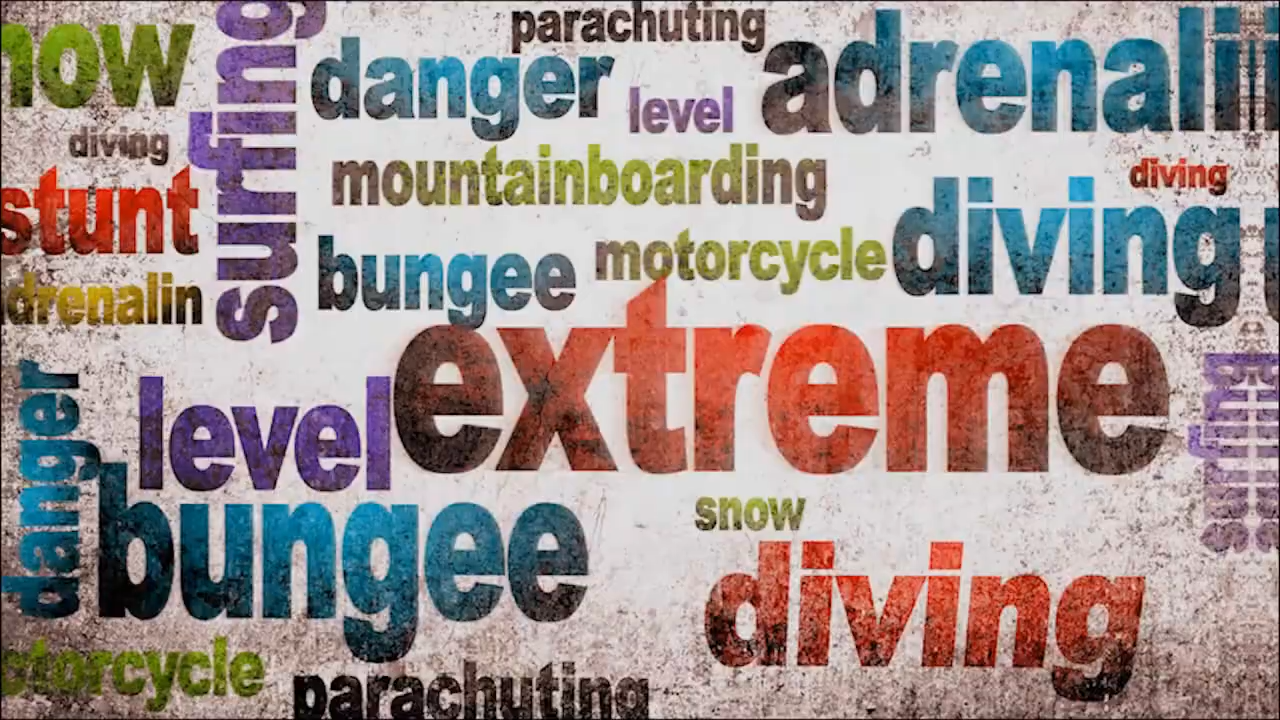 parachuting
now
surfing
danger
level
adrenali
diving
mountainboarding
diving
stunt
bungee
motorcycle
diving
drenalin
extreme
danger
level
bungee
snow
diving
torcycle
parachuting